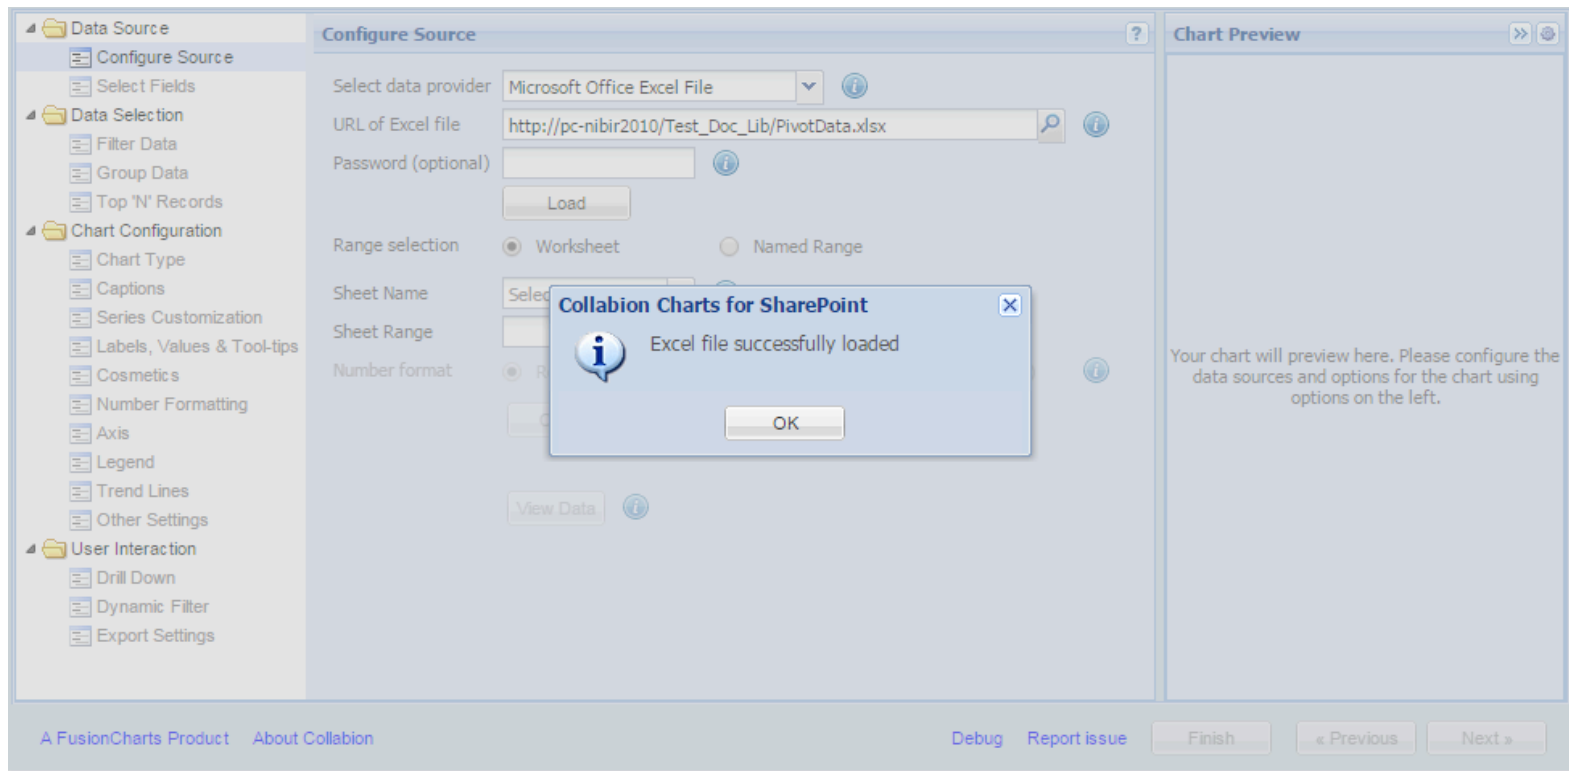 Data Source
Configure Source
Select Fields
Data Selection
Filter Data
Group Data
Top 'N' Records
Chart Configuration
Chart Type
Captions
Series Customization
Labels, Values & Tool-tips
Cosmetics
Number Formatting
Axis
Legend
Trend Lines
Other Settings
User Interaction
Drill Down
Dynamic Filter
Export Settings
Configure Source ?
Select data provider Microsoft Office Excel File
URL of Excel file http://pc-nibir2010/Test_Doc_Lib/PivotData.xlsx
Password (optional)
Load
Range selection Worksheet Named Range
Sheet Name
Sheet Range
Number format
View Data
Collabion Charts for SharePoint
Excel file successfully loaded
OK
Chart Preview
Your chart will preview here. Please configure the
data sources and options for the chart using
options on the left.
A FusionCharts Product About Collabion
Debug Report issue Finish « Previous Next »